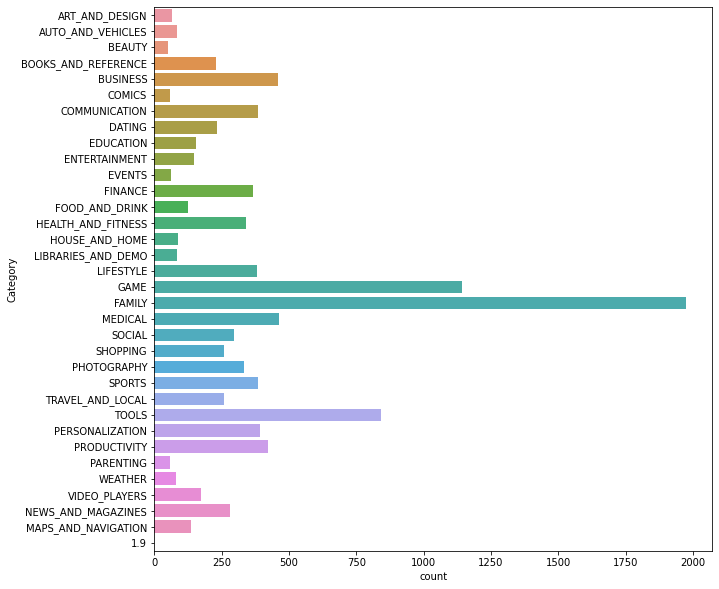 ART_AND_DESIGN
AUTO_AND_VEHICLES
BEAUTY
BOOKS_AND_REFERENCE
BUSINESS
COMICS
COMMUNICATION
DATING
EDUCATION
ENTERTAINMENT
EVENTS
FINANCE
FOOD_AND_DRINK
HEALTH_AND_FITNESS
HOUSE_AND_HOME
LIBRARIES_AND_DEMO
LIFESTYLE
GAME
FAMILY
MEDICAL
SOCIAL
SHOPPING
PHOTOGRAPHY
SPORTS
TRAVEL_AND_LOCAL
TOOLS
PERSONALIZATION
PRODUCTIVITY
PARENTING
WEATHER
VIDEO_PLAYERS
NEWS_AND_MAGAZINES
MAPS_AND_NAVIGATION
1.9
Category
0 250 500 750 1000 1250 1500 1750 2000
count